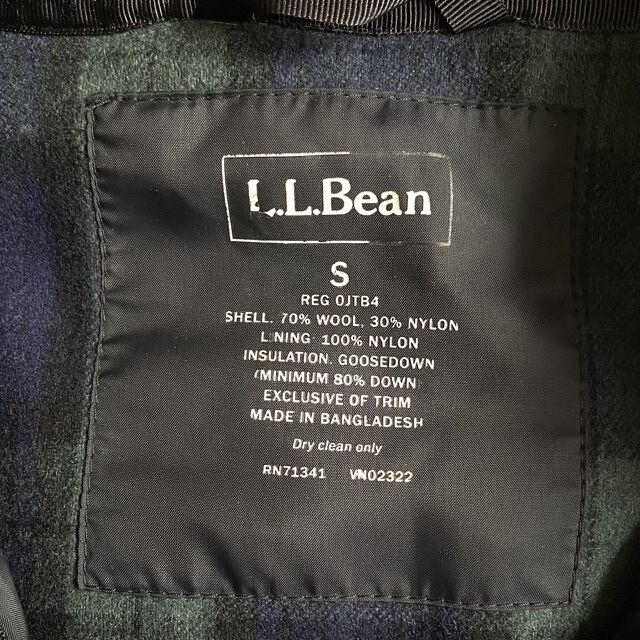 L.L.Bean
S
REG 0JTB4
SHELL. 70% WOOL, 30% NYLON
LINING: 100% NYLON
INSULATION. GOOSEDOWN
(MINIMUM 80% DOWN)
EXCLUSIVE OF TRIM
MADE IN BANGLADESH
Dry clean only
RN71341 VN02322